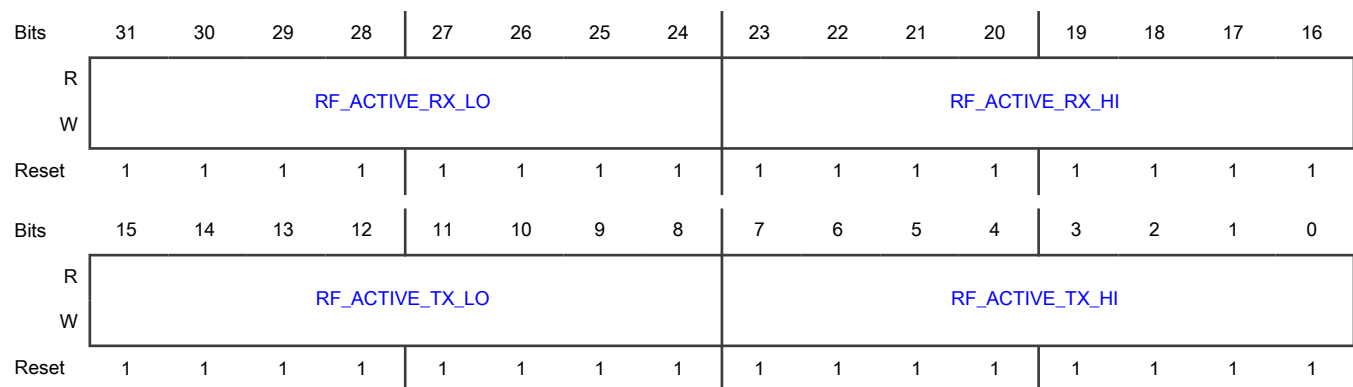 Bits 31 30 29 28 27 26 25 24 23 22 21 20 19 18 17 16
R
RF_ACTIVE_RX_LO RF_ACTIVE_RX_HI
W
Reset 1 1 1 1 1 1 1 1 1 1 1 1 1 1 1 1
Bits 15 14 13 12 11 10 9 8 7 6 5 4 3 2 1 0
R
RF_ACTIVE_TX_LO RF_ACTIVE_TX_HI
W
Reset 1 1 1 1 1 1 1 1 1 1 1 1 1 1 1 1